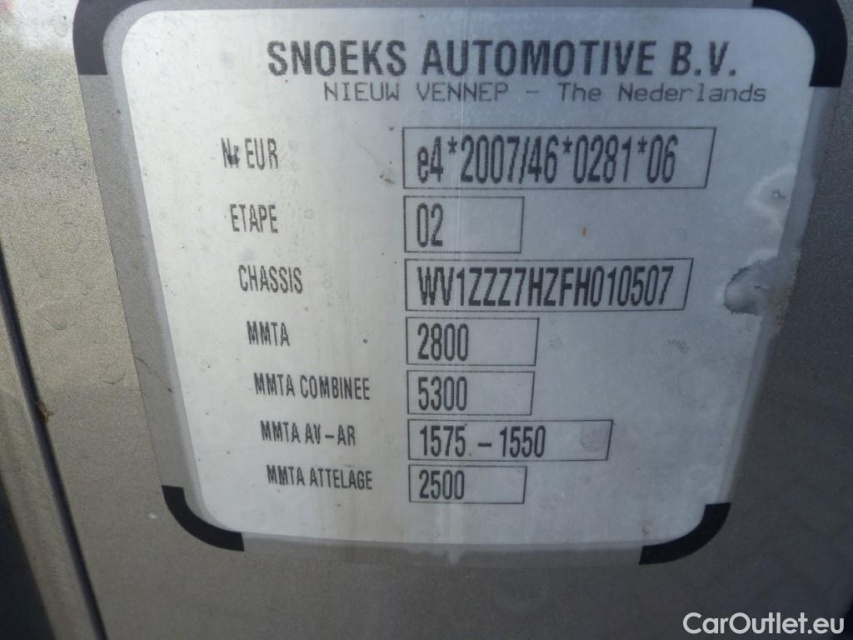 SNOEKS AUTOMOTIVE B.V.
NIEUW VENNEP - The Nederlands
Nr EUR e4*2007/46*0281*06
ETAPE 02
CHASSIS WV1ZZZ7HZFH010507
MMTA 2800
MMTA COMBINEE 5300
MMTA AV-AR 1575 - 1550
MMTA ATTELAGE 2500
CarOutlet.eu